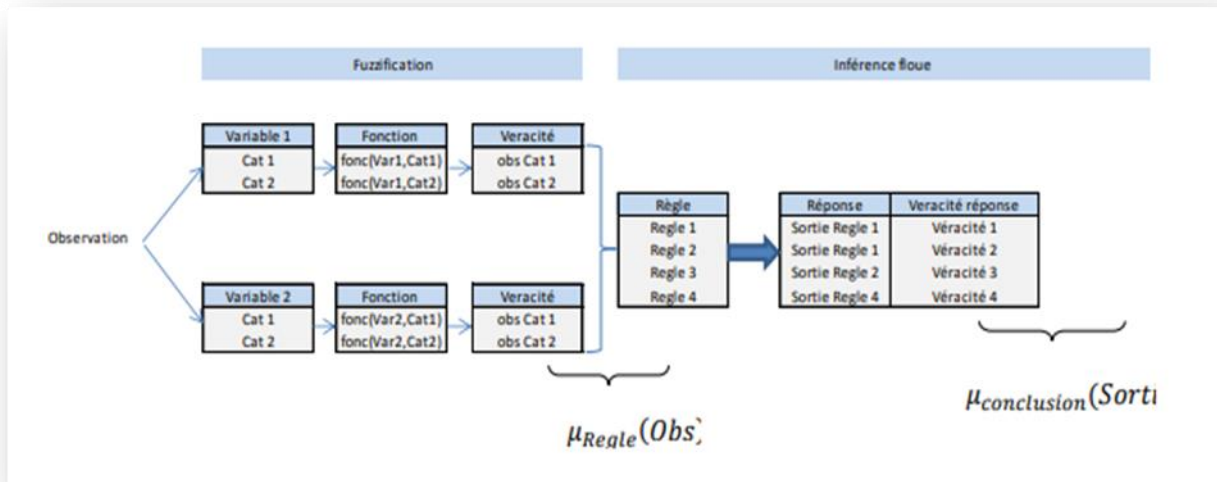 Fuzzification
Inférence floue
Variable 1
Cat 1
Cat 2
Fonction
fonc(Var1,Cat1)
fonc(Var1,Cat2)
Veracité
obs Cat 1
obs Cat 2
Observation
Variable 2
Cat 1
Cat 2
Fonction
fonc(Var2,Cat1)
fonc(Var2,Cat2)
Veracité
obs Cat 1
obs Cat 2
Règle
Regle 1
Regle 2
Regle 3
Regle 4
Réponse Veracité réponse
Sortie Regle 1 Véracité 1
Sortie Regle 1 Véracité 2
Sortie Regle 2 Véracité 3
Sortie Regle 4 Véracité 4
μRegle(Obs)
μconclusion(Sorti